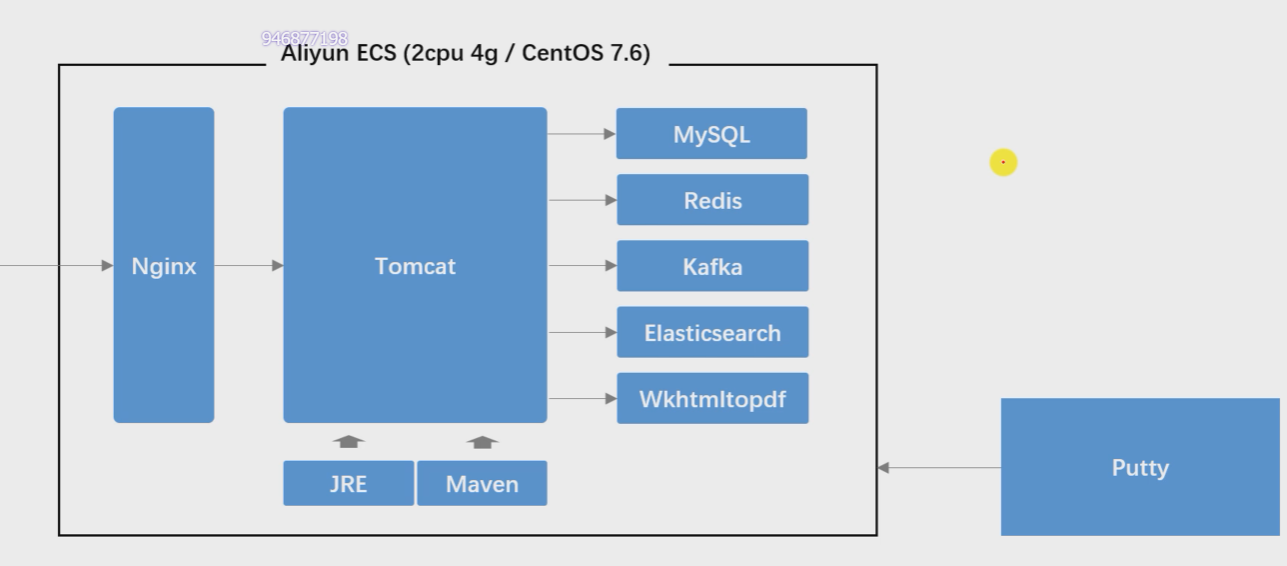 946877198
Aliyun ECS (2cpu 4g / CentOS 7.6)
Nginx
Tomcat
MySQL
Redis
Kafka
Elasticsearch
Wkhtmltopdf
JRE
Maven
Putty